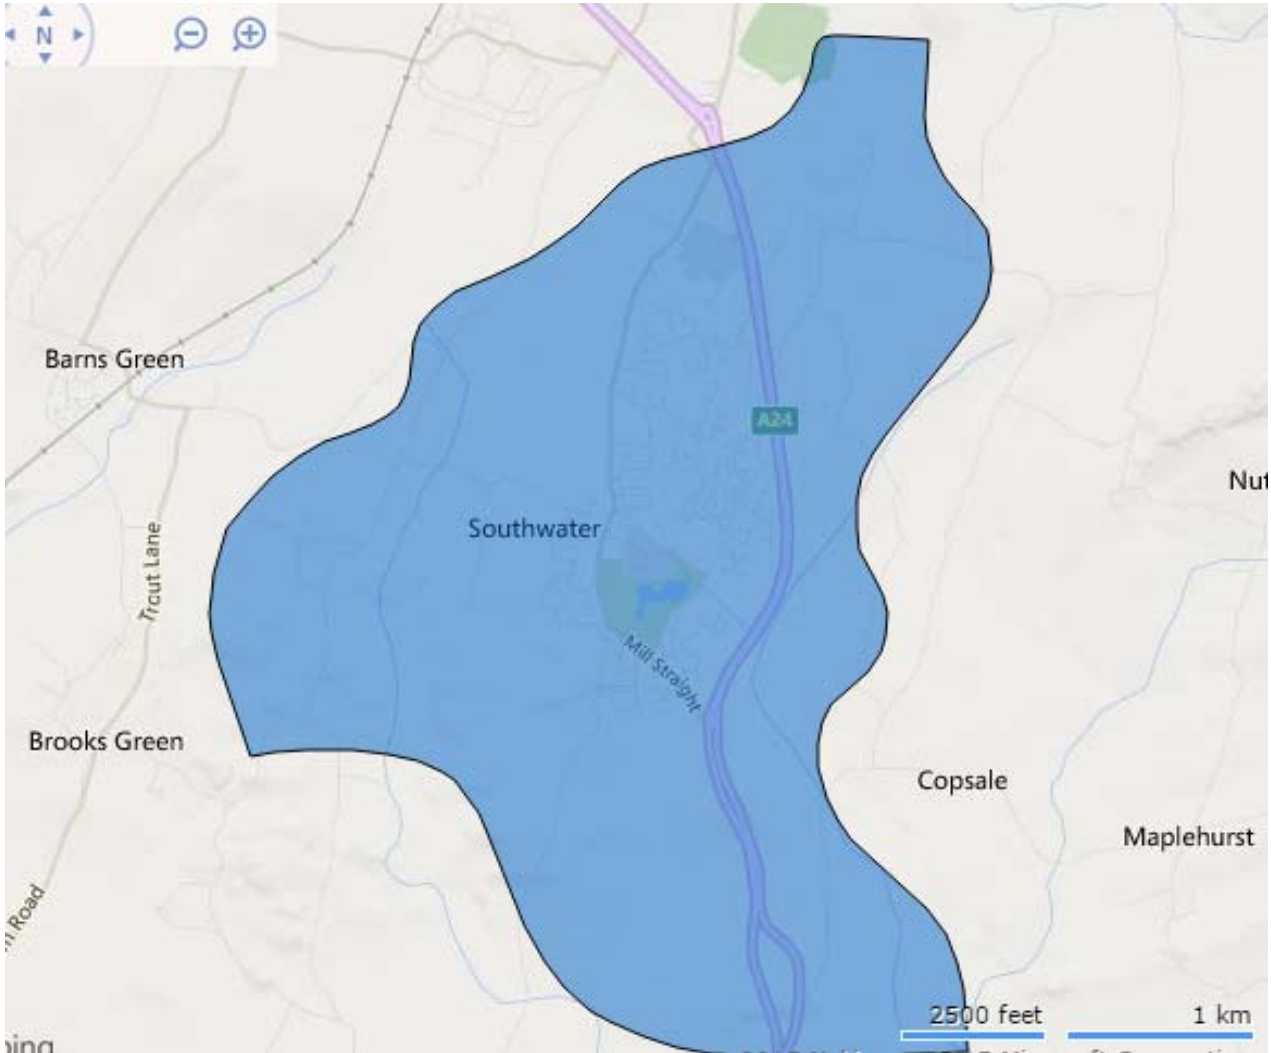 N
A24
Barns Green
Nut
Southwater
Trout Lane
Mill Straight
Brooks Green
Copsale
Maplehurst
Road
2500 feet
1 km